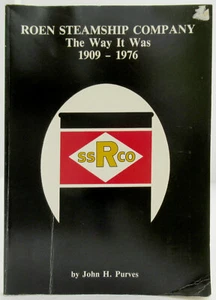 ROEN STEAMSHIP COMPANY
The Way It Was
1909 - 1976
SSRCO
by John H. Purves